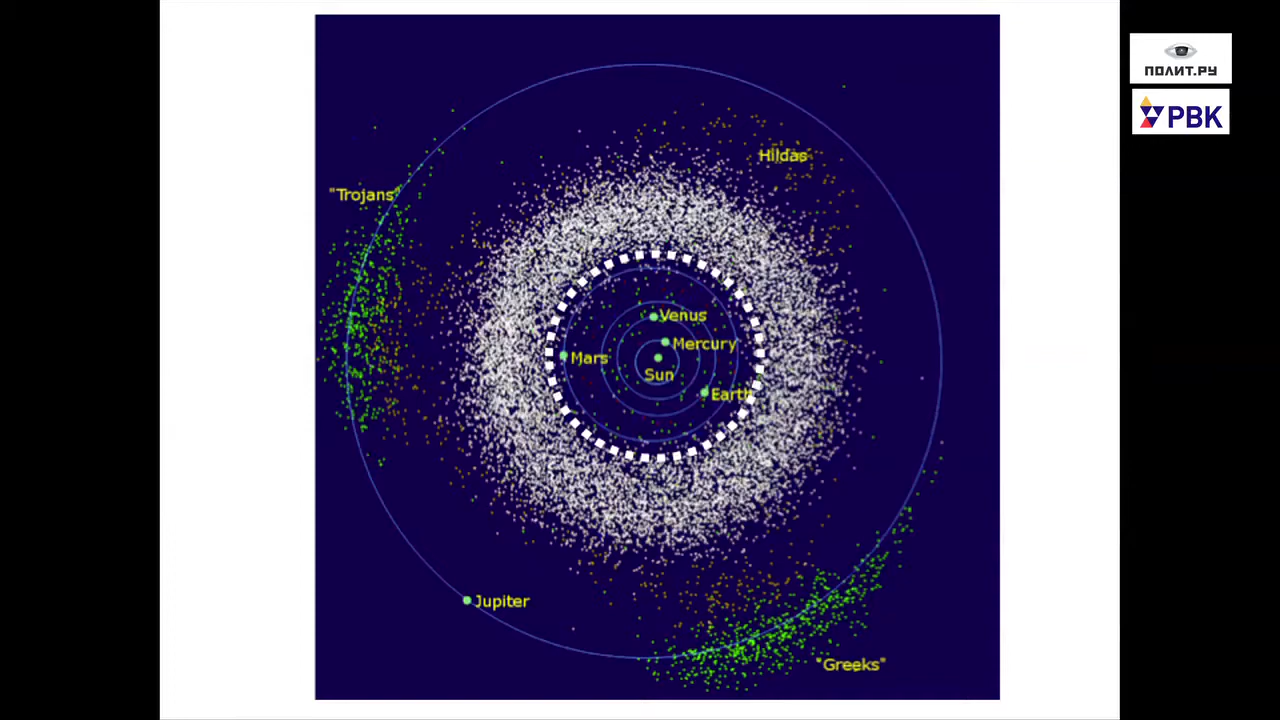 ПОЛИТ.РУ
РВК
Hildas
"Trojans"
Venus
Mercury
Mars
Sun
Earth
Jupiter
"Greeks"